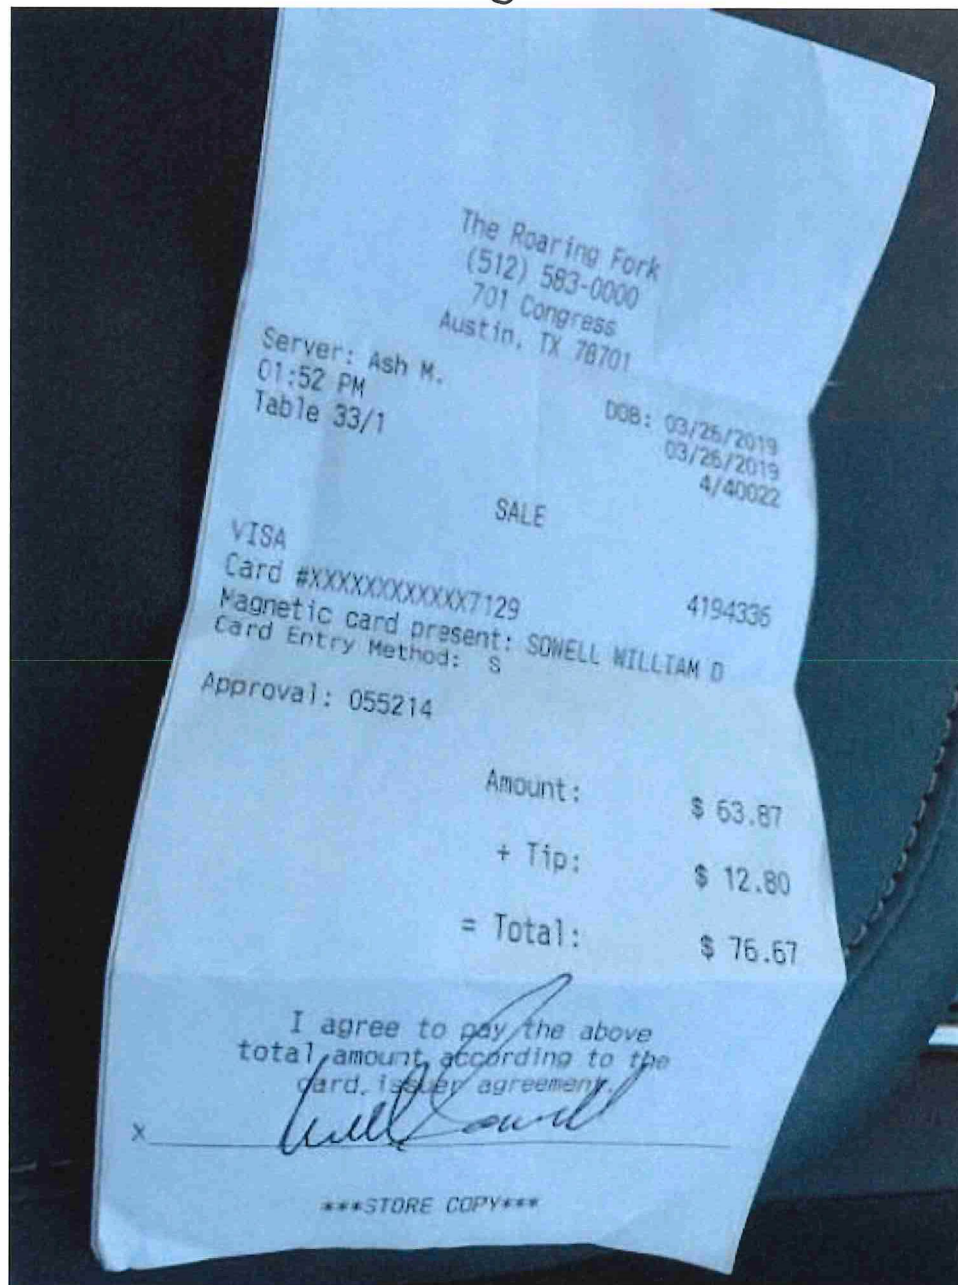 The Roaring Fork
(512) 583-0000
701 Congress
Austin, TX 78701
Server: Ash M.
01:52 PM
Table 33/1
DOB: 03/26/2019
03/26/2019
4/40022
SALE
VISA
Card #XXXXXXXXXXXX7129
4194336
Magnetic card present: SOWELL WILLIAM D
Card Entry Method: S
Approval: 055214
Amount: $ 63.87
+ Tip: $ 12.80
= Total: $ 76.67
I agree to pay the above
total amount according to the
card issuer agreement.
x Will Sowell
***STORE COPY***